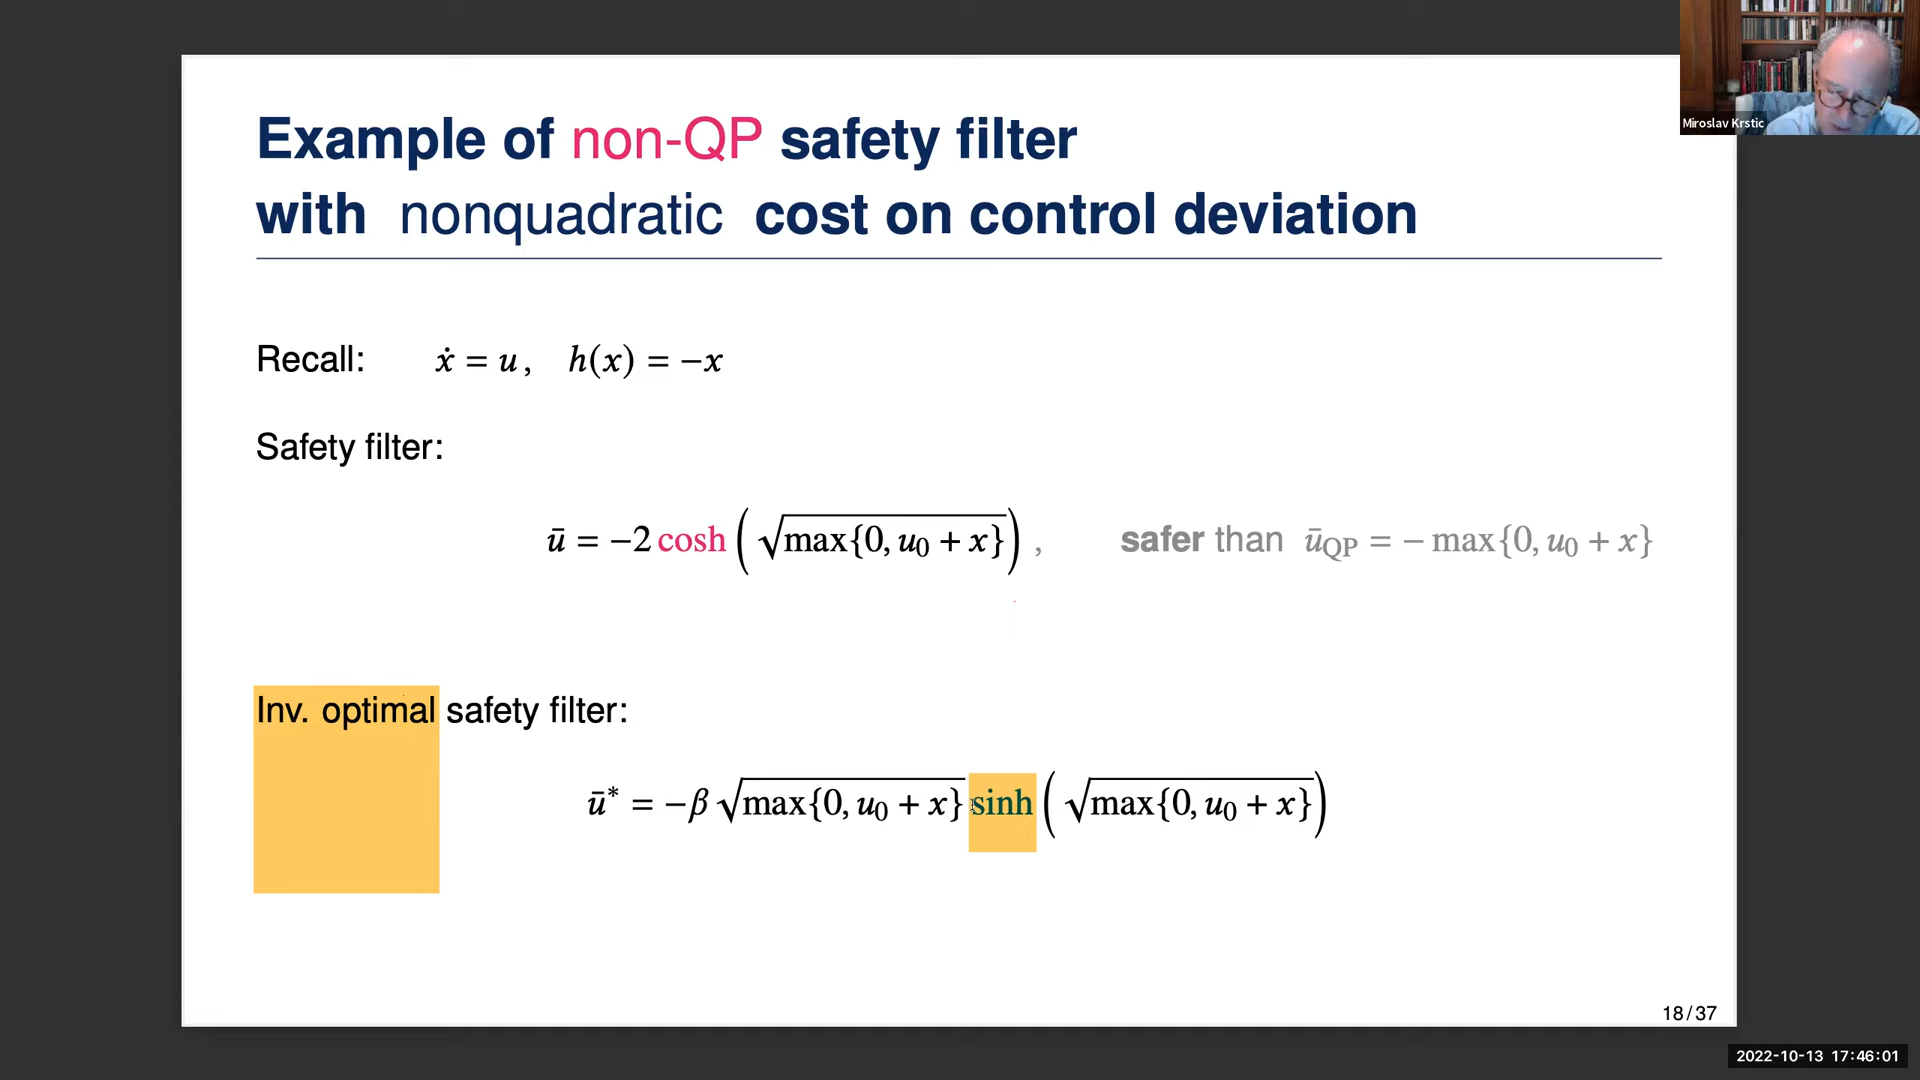 Example of non-QP safety filter
with nonquadratic cost on control deviation
Recall: ẋ = u, h(x) = −x
Safety filter:
ū = −2 cosh(√max{0, u₀ + x}), safer than ū_QP = − max{0, u₀ + x}
Inv. optimal safety filter:
ū* = −β √max{0, u₀ + x} sinh(√max{0, u₀ + x})
18/37
Miroslav Krstic
2022-10-13 17:46:01